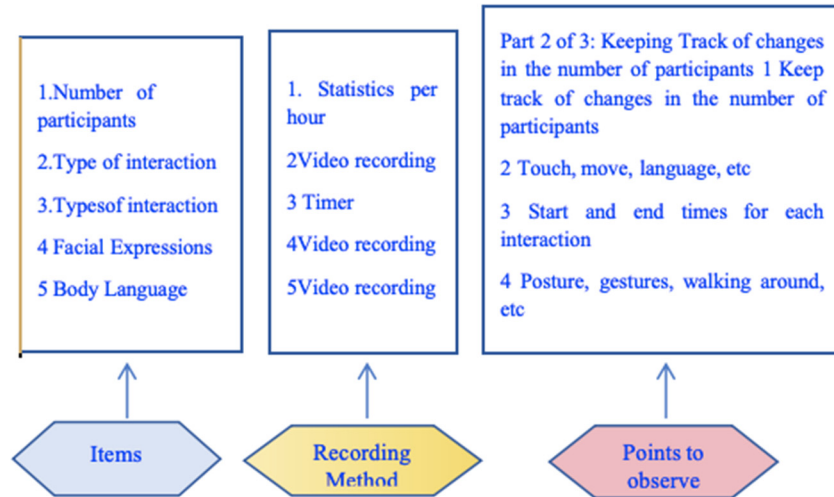 1.Number of
participants
2.Type of interaction
3.Typesof interaction
4 Facial Expressions
5 Body Language
1. Statistics per
hour
2Video recording
3 Timer
4Video recording
5Video recording
Part 2 of 3: Keeping Track of changes
in the number of participants 1 Keep
track of changes in the number of
participants
2 Touch, move, language, etc
3 Start and end times for each
interaction
4 Posture, gestures, walking around,
etc
Items
Recording
Method
Points to
observe